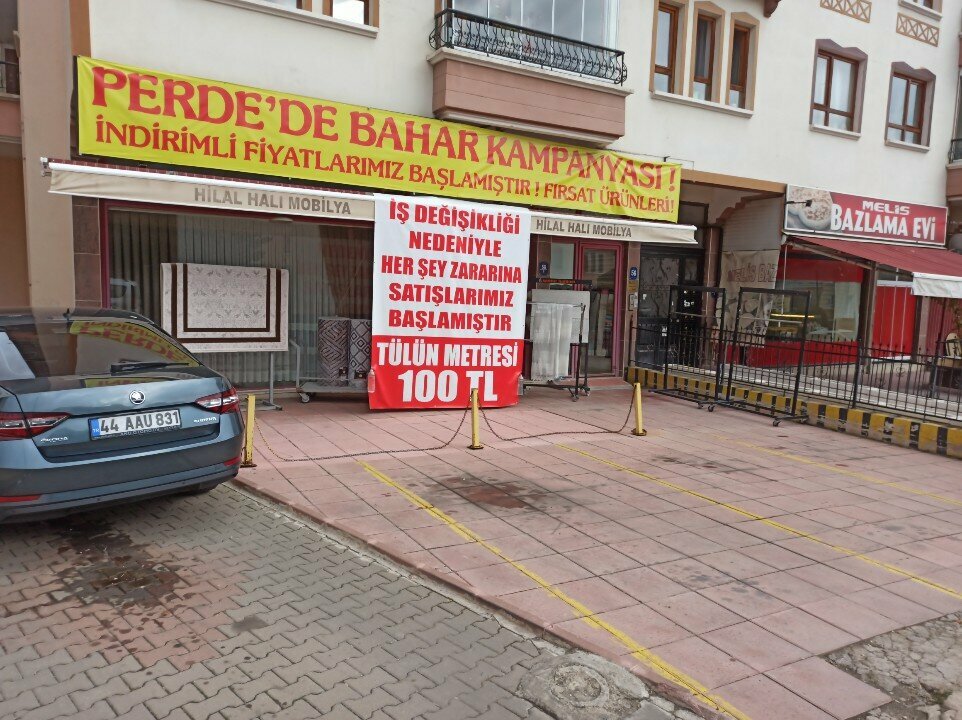 PERDE'DE BAHAR KAMPANYASI !
İNDİRİMLİ FİYATLARIMIZ BAŞLAMIŞTIR ! FIRSAT ÜRÜNLERİ!
HİLAL HALI MOBİLYA
HİLAL HALI MOBİLYA
İŞ DEĞİŞİKLİĞİ
NEDENİYLE
HER ŞEY ZARARINA
SATIŞLARIMIZ
BAŞLAMIŞTIR
TÜLÜN METRESİ
100 TL
MELİS
BAZLAMA EVİ
44 AAU 831
SKODA
SUPERB